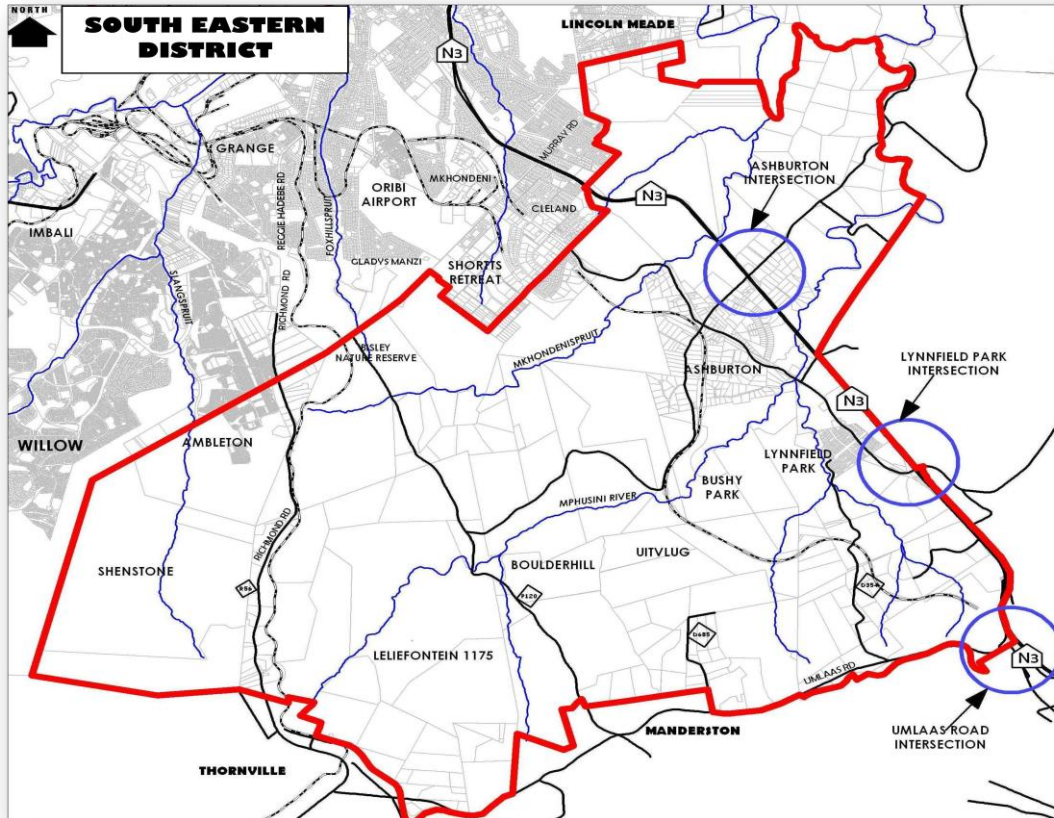 NORTH
SOUTH EASTERN
DISTRICT
LINCOLN MEADE
N3
MURRAY RD
GRANGE
ASHBURTON
INTERSECTION
ORIBI
AIRPORT
MKHONDENI
REGGIE HADEBE RD
FOXHILLSPRUIT
CLELAND
N3
IMBALI
GLADYS MANZI
SHORTTS
RETREAT
SLANGSPRUIT
RICHMOND RD
BISLEY
NATURE RESERVE
MKHONDENISPRUIT
ASHBURTON
LYNNFIELD PARK
INTERSECTION
N3
WILLOW
AMBLETON
LYNNFIELD
PARK
BUSHY
PARK
MPHUSINI RIVER
RICHMOND RD
UITVLUG
BOULDERHILL
SHENSTONE
R56
P120
D354
LELIEFONTEIN 1175
D685
UMLAAS RD
N3
MANDERSTON
UMLAAS ROAD
INTERSECTION
THORNVILLE